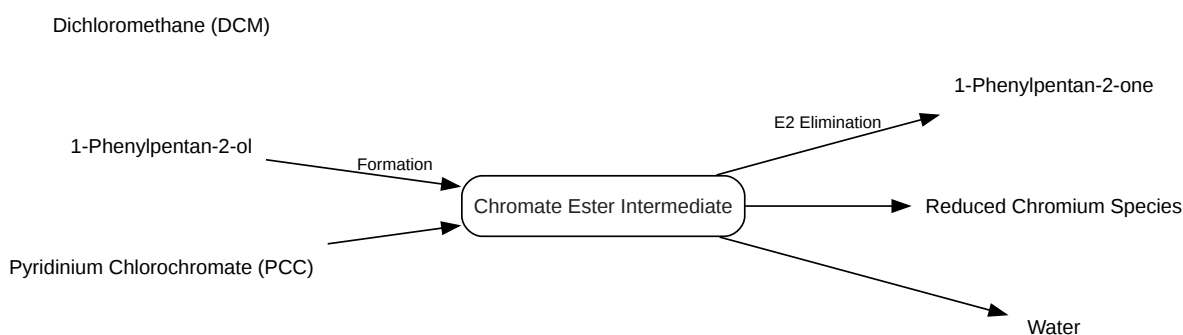 Dichloromethane (DCM)
1-Phenylpentan-2-one
E2 Elimination
1-Phenylpentan-2-ol
Formation
Chromate Ester Intermediate
Reduced Chromium Species
Pyridinium Chlorochromate (PCC)
Water